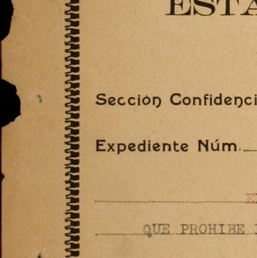 ESTA
Sección Confidenci
Expediente Núm.
QUE PROHIBE